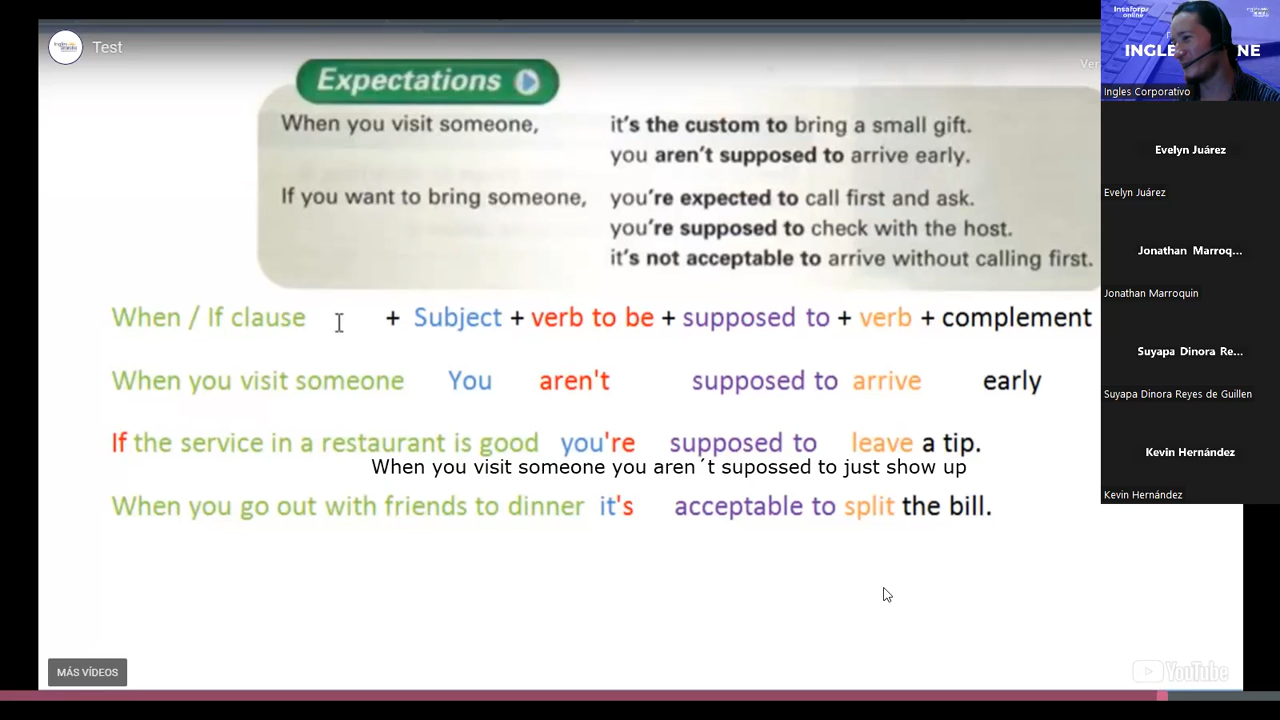 Test
Expectations
When you visit someone, it's the custom to bring a small gift.
you aren't supposed to arrive early.
If you want to bring someone, you're expected to call first and ask.
you're supposed to check with the host.
it's not acceptable to arrive without calling first.
When / If clause + Subject + verb to be + supposed to + verb + complement
When you visit someone You aren't supposed to arrive early
If the service in a restaurant is good you're supposed to leave a tip.
When you visit someone you aren´t supossed to just show up
When you go out with friends to dinner it's acceptable to split the bill.
MÁS VÍDEOS
YouTube
Insaforp
online
Ingles Corporativo
Evelyn Juárez
Evelyn Juárez
Jonathan Marroq...
Jonathan Marroquin
Suyapa Dinora Re...
Suyapa Dinora Reyes de Guillen
Kevin Hernández
Kevin Hernández